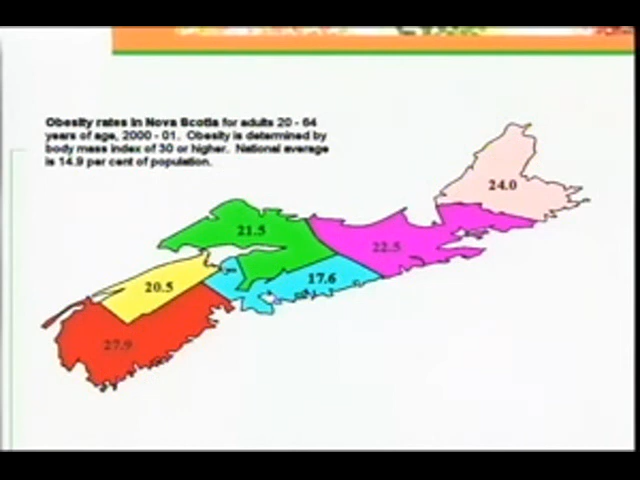 Obesity rates in Nova Scotia for adults 20 - 64
years of age, 2000 - 01. Obesity is determined by
body mass index of 30 or higher. National average
is 14.9 per cent of population.
24.0
21.5
22.5
17.6
20.5
27.9